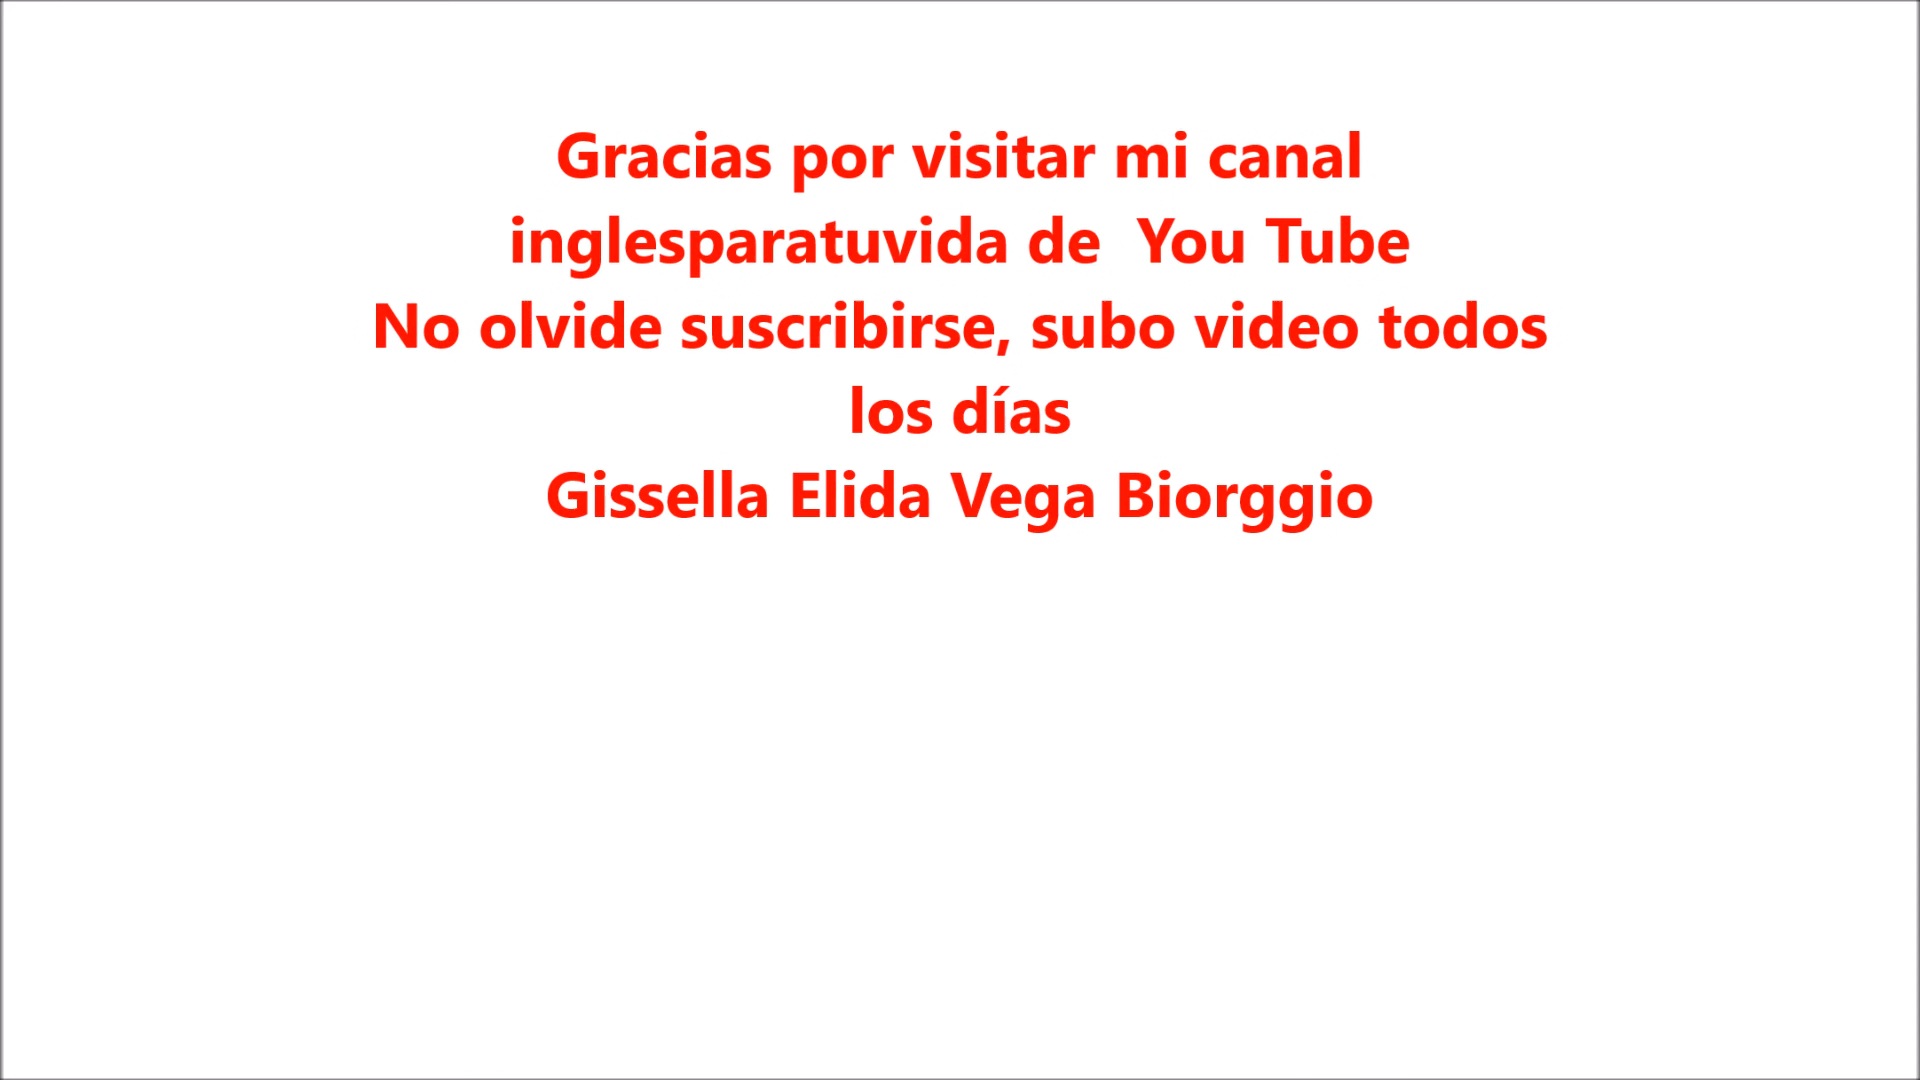 Gracias por visitar mi canal
inglesparatuvida de  You Tube
No olvide suscribirse, subo video todos
los días
Gissella Elida Vega Biorggio